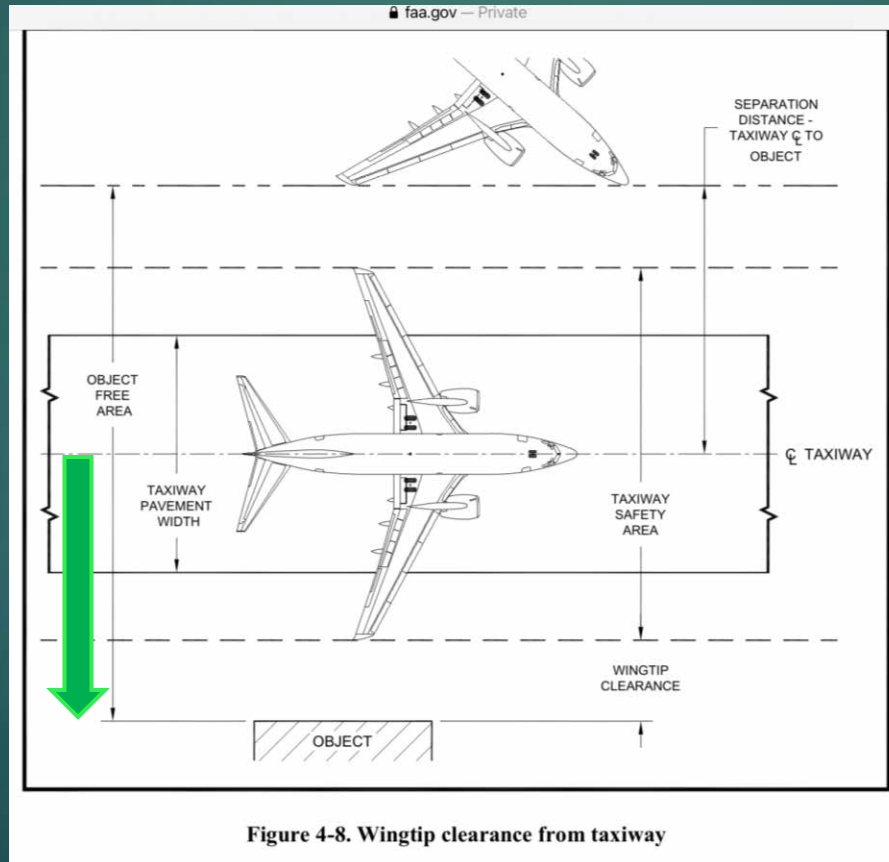 faa.gov — Private
SEPARATION
DISTANCE -
TAXIWAY ℄ TO
OBJECT
OBJECT
FREE
AREA
℄ TAXIWAY
TAXIWAY
PAVEMENT
WIDTH
TAXIWAY
SAFETY
AREA
WINGTIP
CLEARANCE
OBJECT
Figure 4-8. Wingtip clearance from taxiway